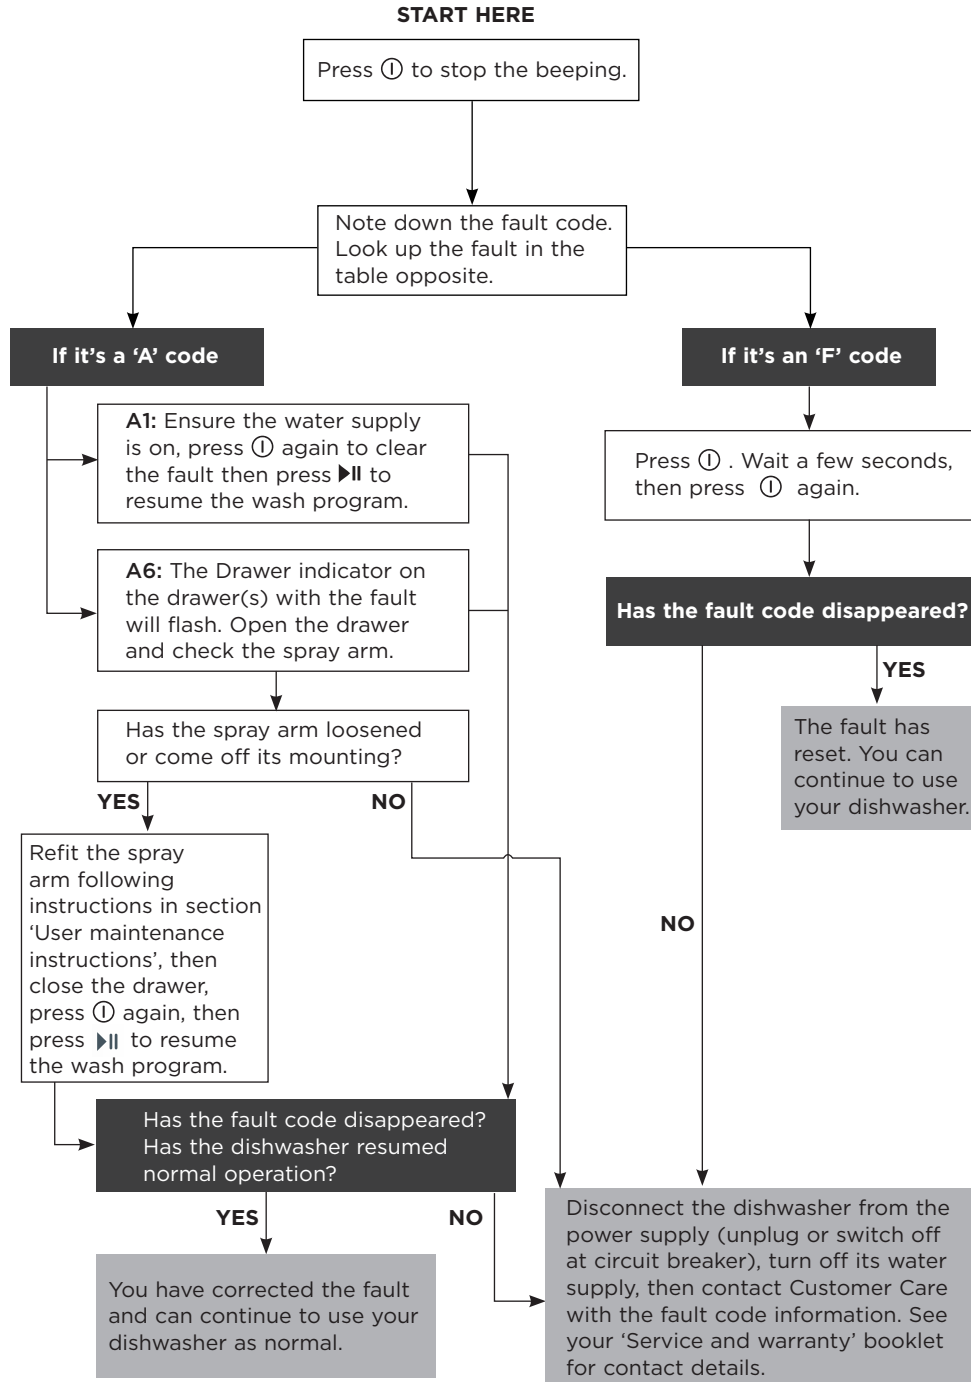 START HERE
Press ⏼ to stop the beeping.
Note down the fault code.
Look up the fault in the
table opposite.
If it's a ‘A’ code
If it's an ‘F’ code
A1: Ensure the water supply
is on, press ⏼ again to clear
the fault then press ⏯ to
resume the wash program.
Press ⏼ . Wait a few seconds,
then press ⏼ again.
A6: The Drawer indicator on
the drawer(s) with the fault
will flash. Open the drawer
and check the spray arm.
Has the fault code disappeared?
YES
The fault has
reset. You can
continue to use
your dishwasher.
NO
Has the spray arm loosened
or come off its mounting?
YES
NO
Refit the spray
arm following
instructions in section
‘User maintenance
instructions’, then
close the drawer,
press ⏼ again, then
press ⏯ to resume
the wash program.
Has the fault code disappeared?
Has the dishwasher resumed
normal operation?
YES
NO
You have corrected the fault
and can continue to use your
dishwasher as normal.
Disconnect the dishwasher from the
power supply (unplug or switch off
at circuit breaker), turn off its water
supply, then contact Customer Care
with the fault code information. See
your ‘Service and warranty’ booklet
for contact details.